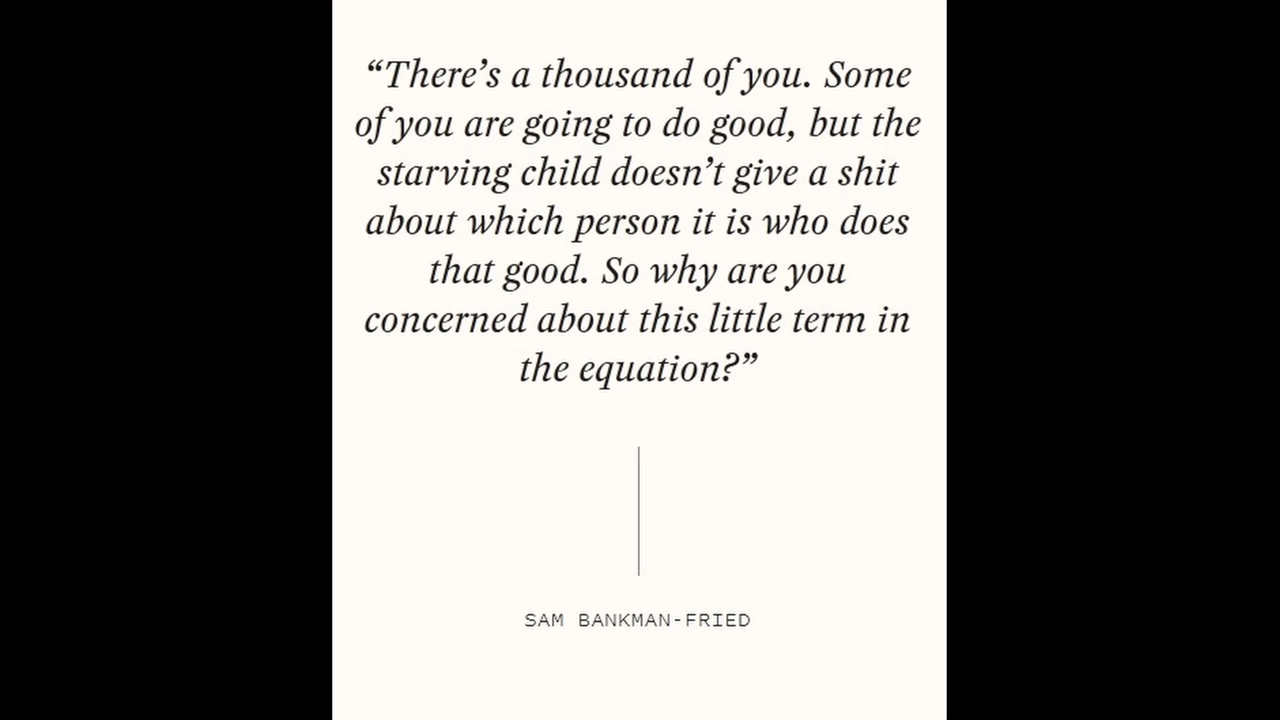 “There’s a thousand of you. Some
of you are going to do good, but the
starving child doesn’t give a shit
about which person it is who does
that good. So why are you
concerned about this little term in
the equation?”
SAM BANKMAN-FRIED